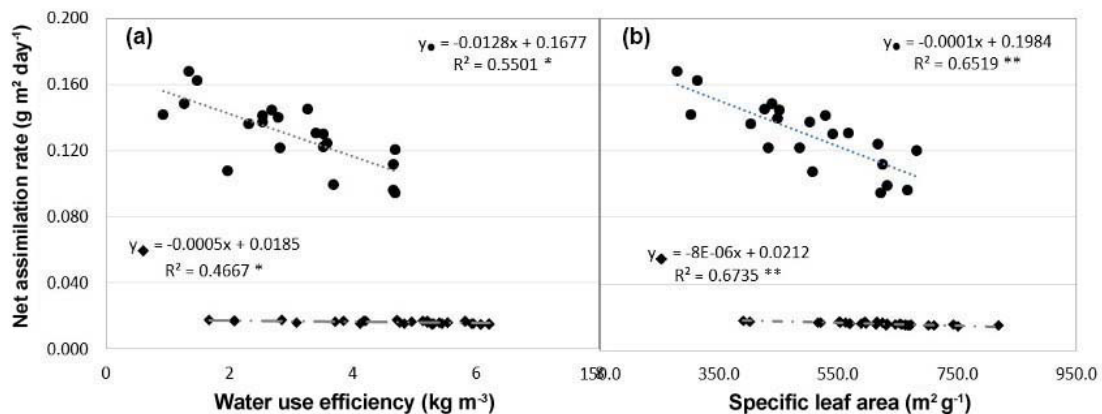 0.200
0.160
0.120
0.080
0.040
0.000
Net assimilation rate (g m² day⁻¹)
(a)
y● = -0.0128x + 0.1677
R² = 0.5501 *
y◆ = -0.0005x + 0.0185
R² = 0.4667 *
0 2 4 6
Water use efficiency (kg m⁻³)
(b)
y● = -0.0001x + 0.1984
R² = 0.6519 **
y◆ = -8E-06x + 0.0212
R² = 0.6735 **
350.0 550.0 750.0 950.0
Specific leaf area (m² g⁻¹)